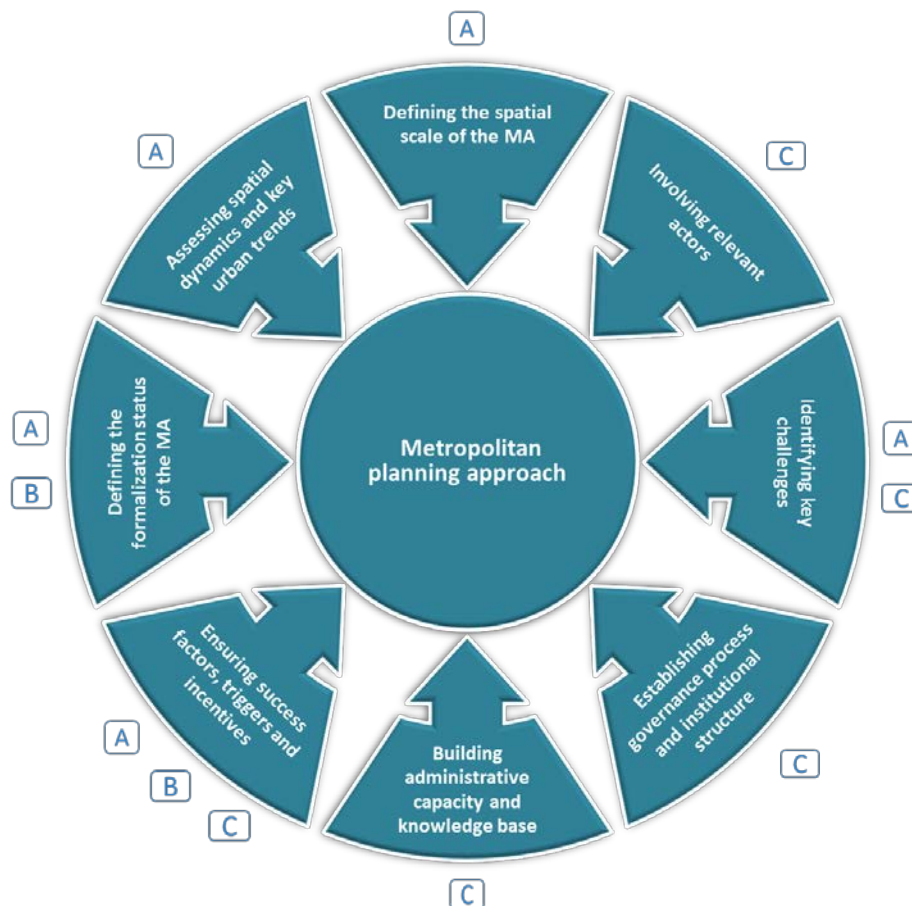 A
Defining the spatial
scale of the MA
C
Involving relevant
actors
A
C
Identifying key
challenges
C
Establishing
governance process
and institutional
structure
C
Building
administrative
capacity and
knowledge base
A
B
C
Ensuring success
factors, triggers and
incentives
A
B
Defining the
formalization status
of the MA
A
Assessing spatial
dynamics and key
urban trends
Metropolitan
planning approach